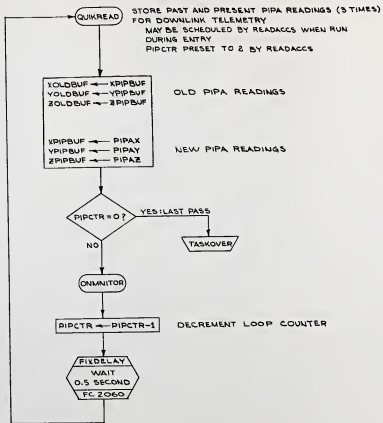 QUIKREAD
STORE PAST AND PRESENT PIPA READINGS (3 TIMES)
FOR DOWNLINK TELEMETRY
MAY BE SCHEDULED BY READACCS WHEN RUN
DURING ENTRY
PIPCTR PRESET TO 2 BY READACCS
XOLDBUF ← XPIPBUF
YOLDBUF ← YPIPBUF
ZOLDBUF ← ZPIPBUF
OLD PIPA READINGS
XPIPBUF ← PIPAX
YPIPBUF ← PIPAY
ZPIPBUF ← PIPAZ
NEW PIPA READINGS
PIPCTR = 0?
YES: LAST PASS
TASKOVER
NO
ONMNITOR
PIPCTR ← PIPCTR-1
DECREMENT LOOP COUNTER
FIXDELAY
WAIT
0.5 SECOND
FC 2060